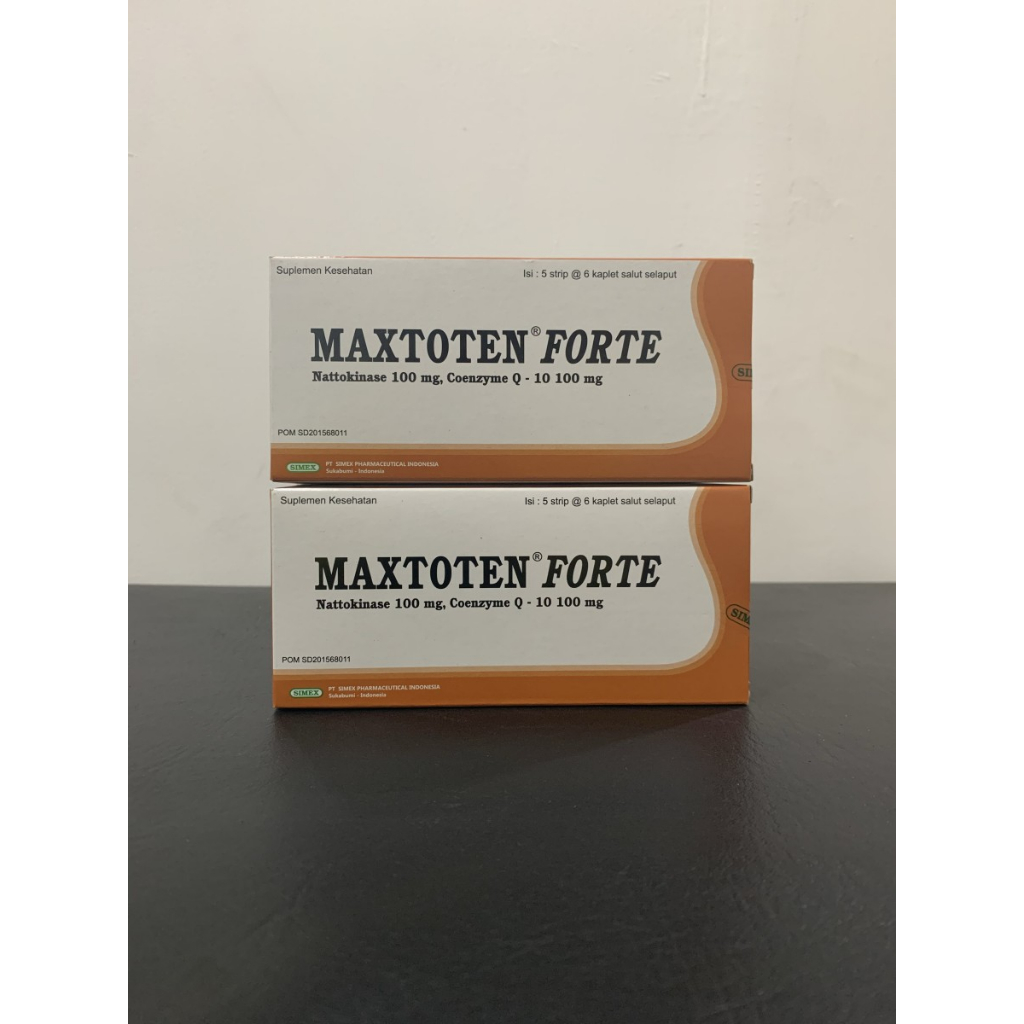 Suplemen Kesehatan
Isi : 5 strip @ 6 kaplet salut selaput
MAXTOTEN® FORTE
Nattokinase 100 mg, Coenzyme Q - 10 100 mg
POM SD201568011
SIMEX
PT SIMEX PHARMACEUTICAL INDONESIA
Sukabumi - Indonesia
Suplemen Kesehatan
Isi : 5 strip @ 6 kaplet salut selaput
MAXTOTEN® FORTE
Nattokinase 100 mg, Coenzyme Q - 10 100 mg
POM SD201568011
SIMEX
PT SIMEX PHARMACEUTICAL INDONESIA
Sukabumi - Indonesia